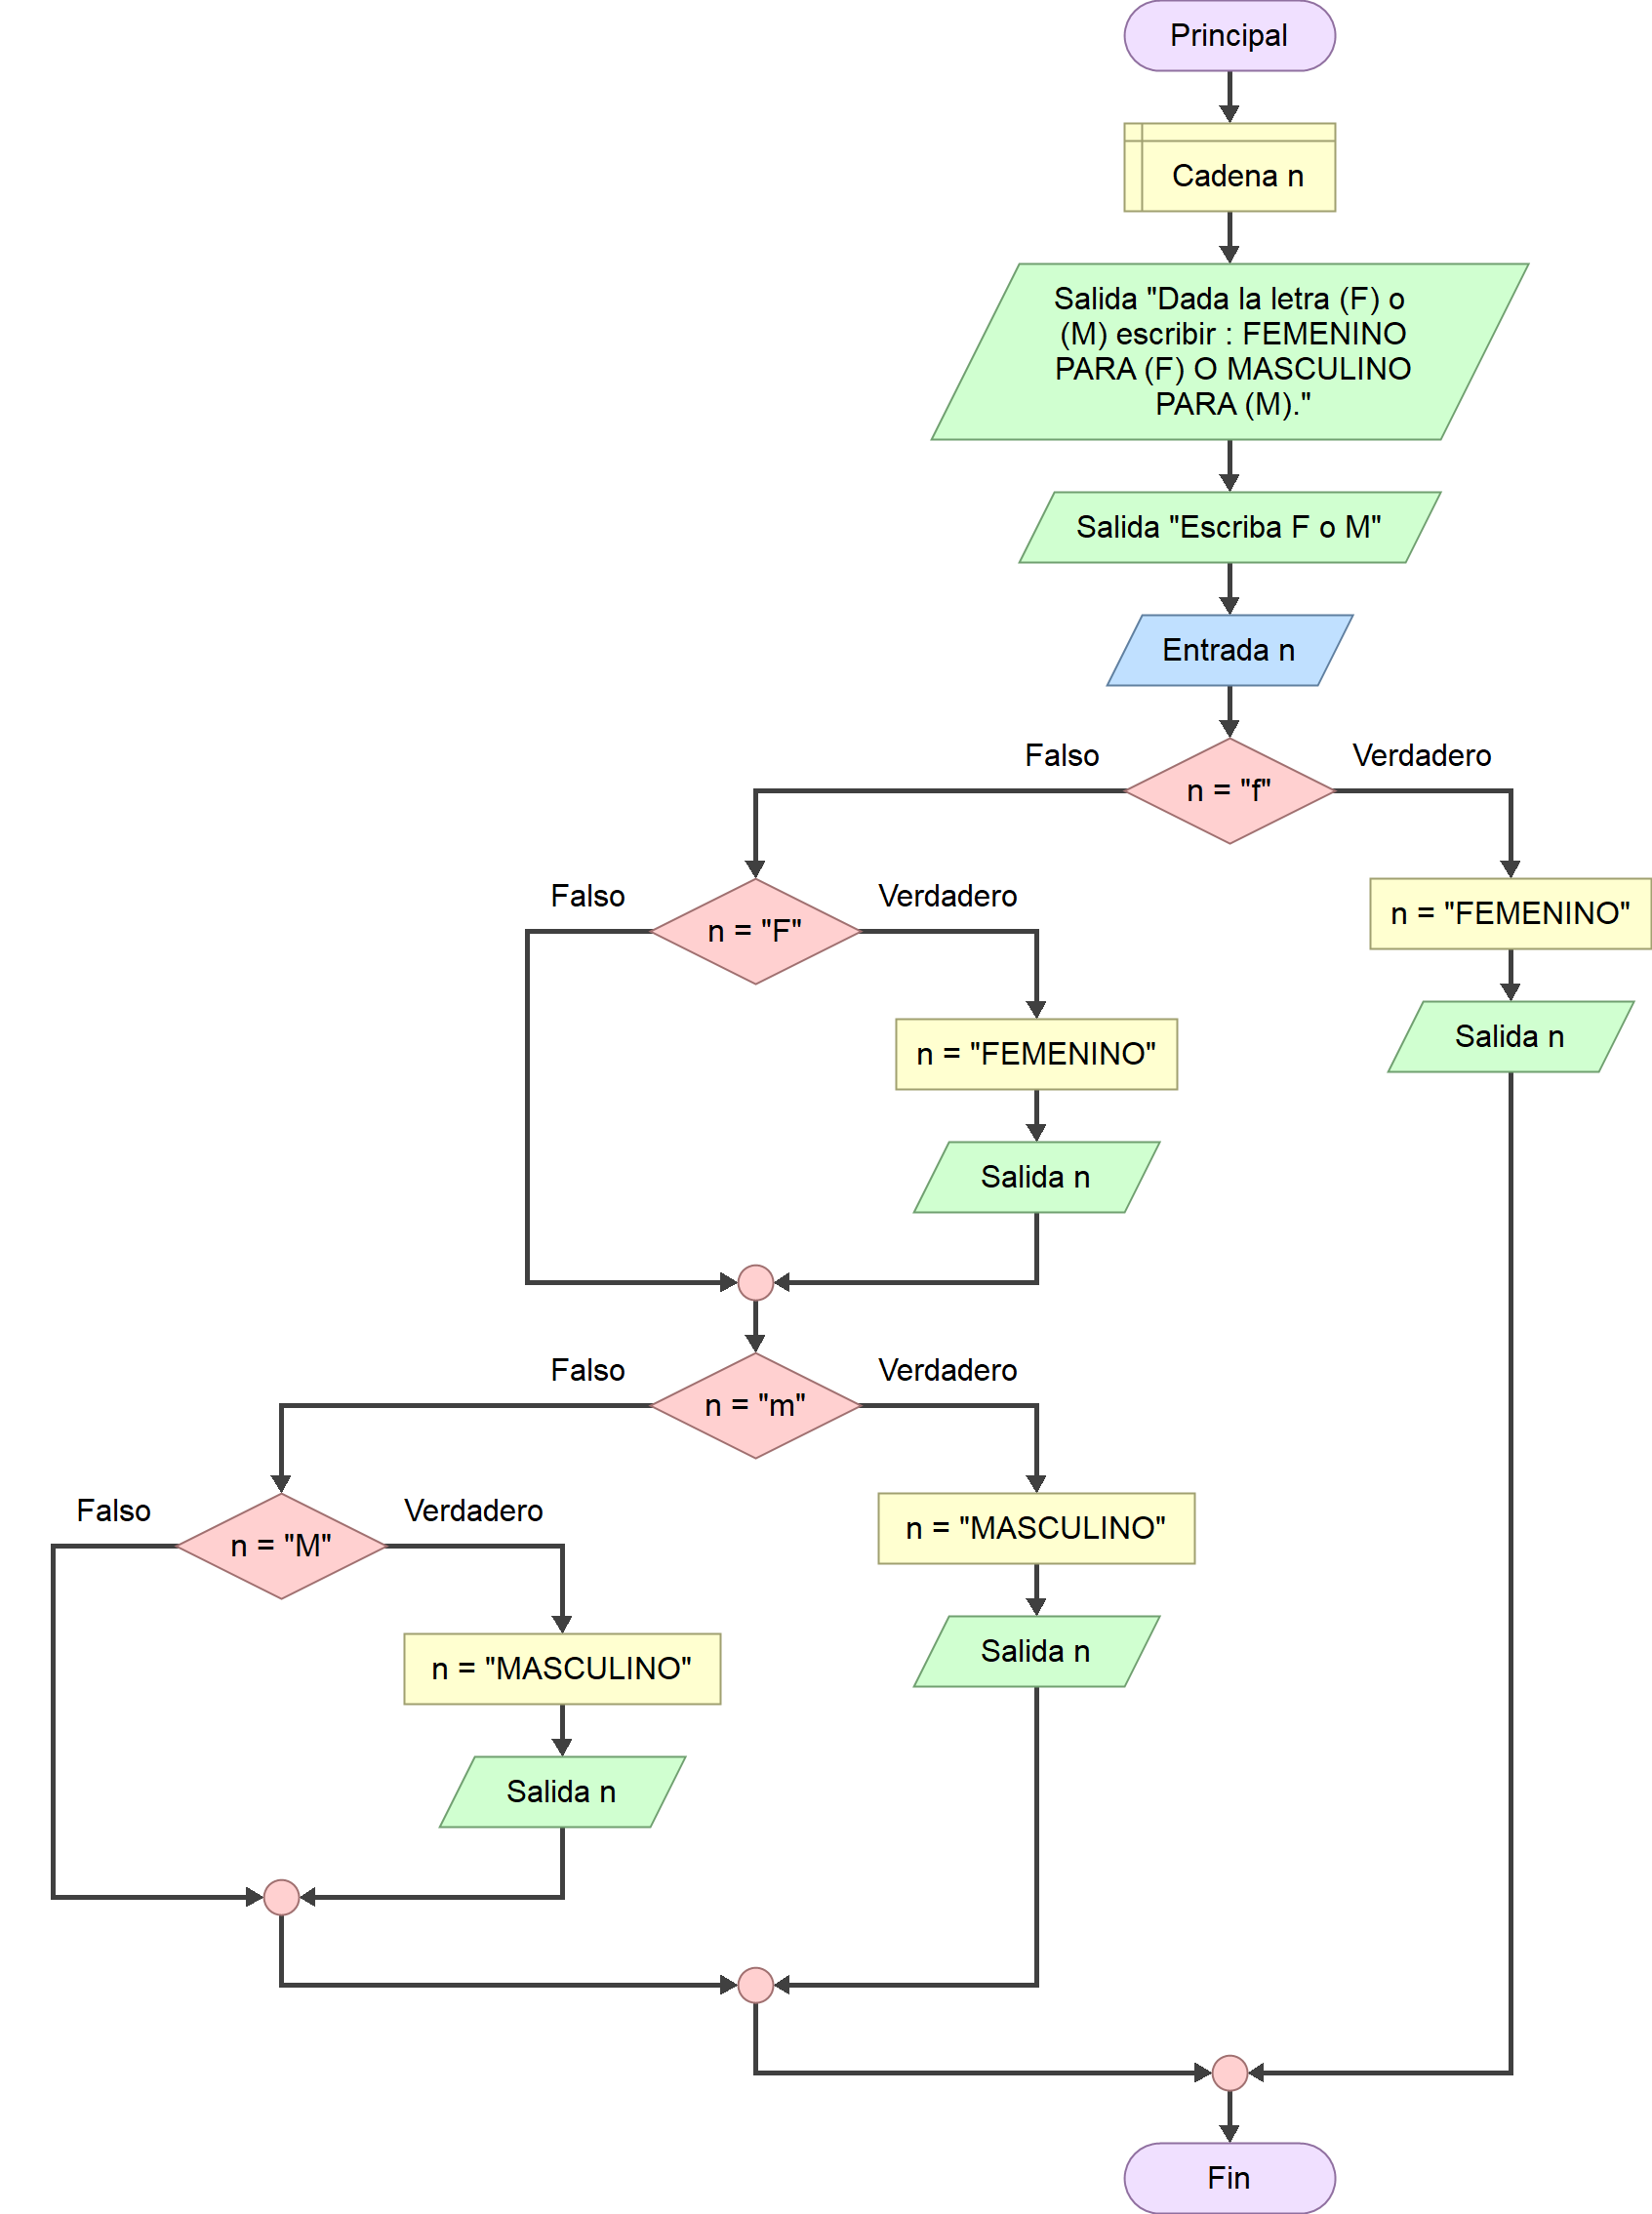 Principal
Cadena n
Salida "Dada la letra (F) o
(M) escribir : FEMENINO
PARA (F) O MASCULINO
PARA (M)."
Salida "Escriba F o M"
Entrada n
Falso
Verdadero
n = "f"
Falso
Verdadero
n = "F"
n = "FEMENINO"
Salida n
n = "FEMENINO"
Salida n
Falso
Verdadero
n = "m"
Falso
Verdadero
n = "M"
n = "MASCULINO"
Salida n
n = "MASCULINO"
Salida n
Fin